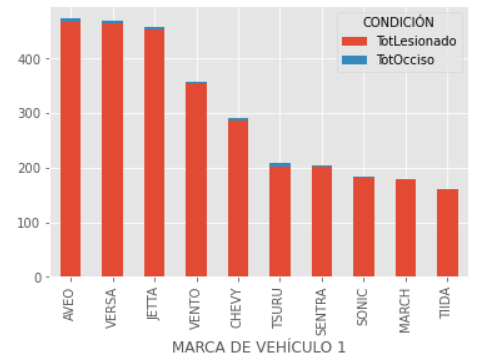 CONDICIÓN
TotLesionado
TotOcciso
400
300
200
100
0
AVEO
VERSA
JETTA
VENTO
CHEVY
TSURU
SENTRA
SONIC
MARCH
TIIDA
MARCA DE VEHÍCULO 1